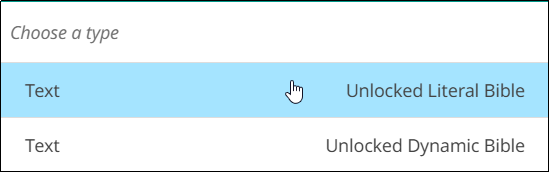 Choose a type
Text Unlocked Literal Bible
Text Unlocked Dynamic Bible